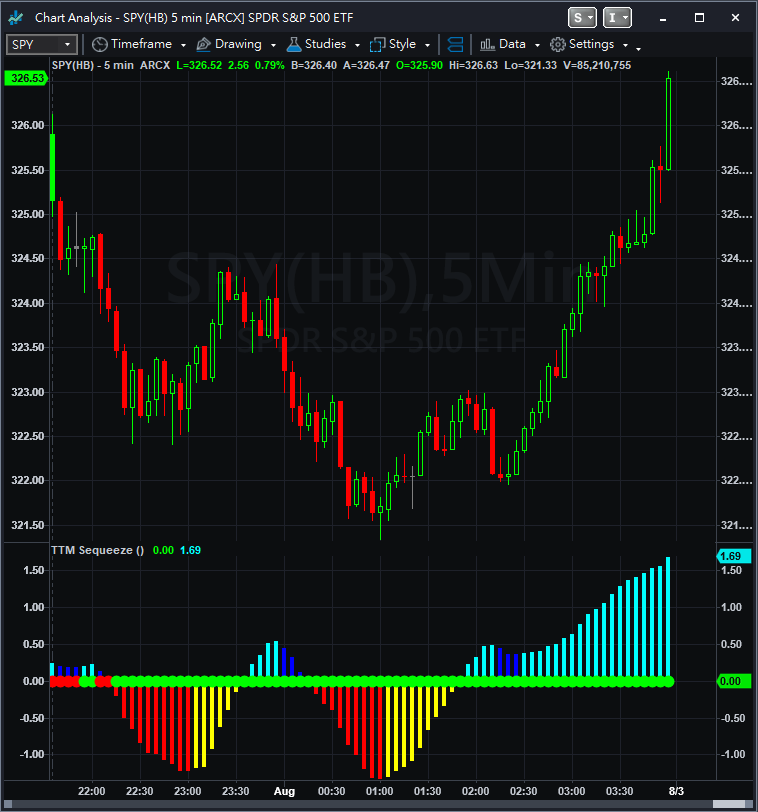 Chart Analysis - SPY(HB) 5 min [ARCX] SPDR S&P 500 ETF
S I
SPY Timeframe Drawing Studies Style Data Settings
SPY(HB) - 5 min ARCX L=326.52 2.56 0.79% B=326.40 A=326.47 O=325.90 Hi=326.63 Lo=321.33 V=85,210,755
326.53 326....
326.00 326....
325.50 325....
325.00 325....
324.50 324....
SPY(HB),5Min
324.00 324....
SPDR S&P 500 ETF
323.50 323....
323.00 323....
322.50 322....
322.00 322....
321.50 321....
TTM Sequeeze () 0.00 1.69
1.69
1.50 1.50
1.00 1.00
0.50 0.50
0.00 0.00
-0.50 -0.50
-1.00 -1.00
22:00 22:30 23:00 23:30 Aug 00:30 01:00 01:30 02:00 02:30 03:00 03:30 8/3